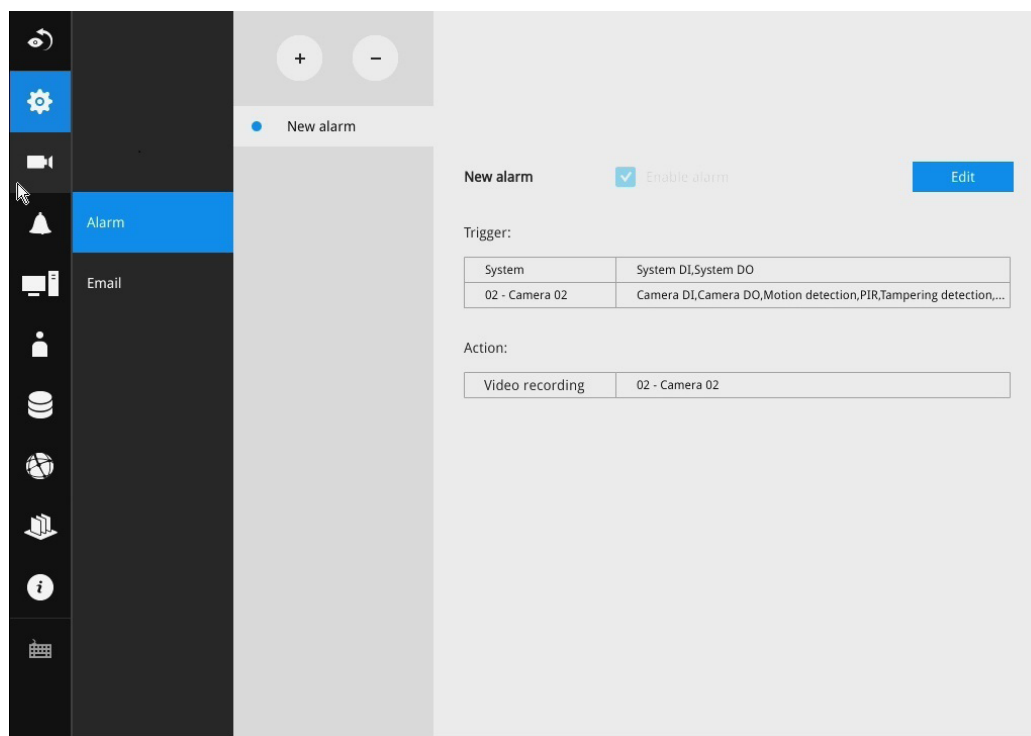 + −
New alarm
New alarm Enable alarm Edit
Alarm
Trigger:
System System DI,System DO
Email
02 - Camera 02 Camera DI,Camera DO,Motion detection,PIR,Tampering detection,...
Action:
Video recording 02 - Camera 02
i